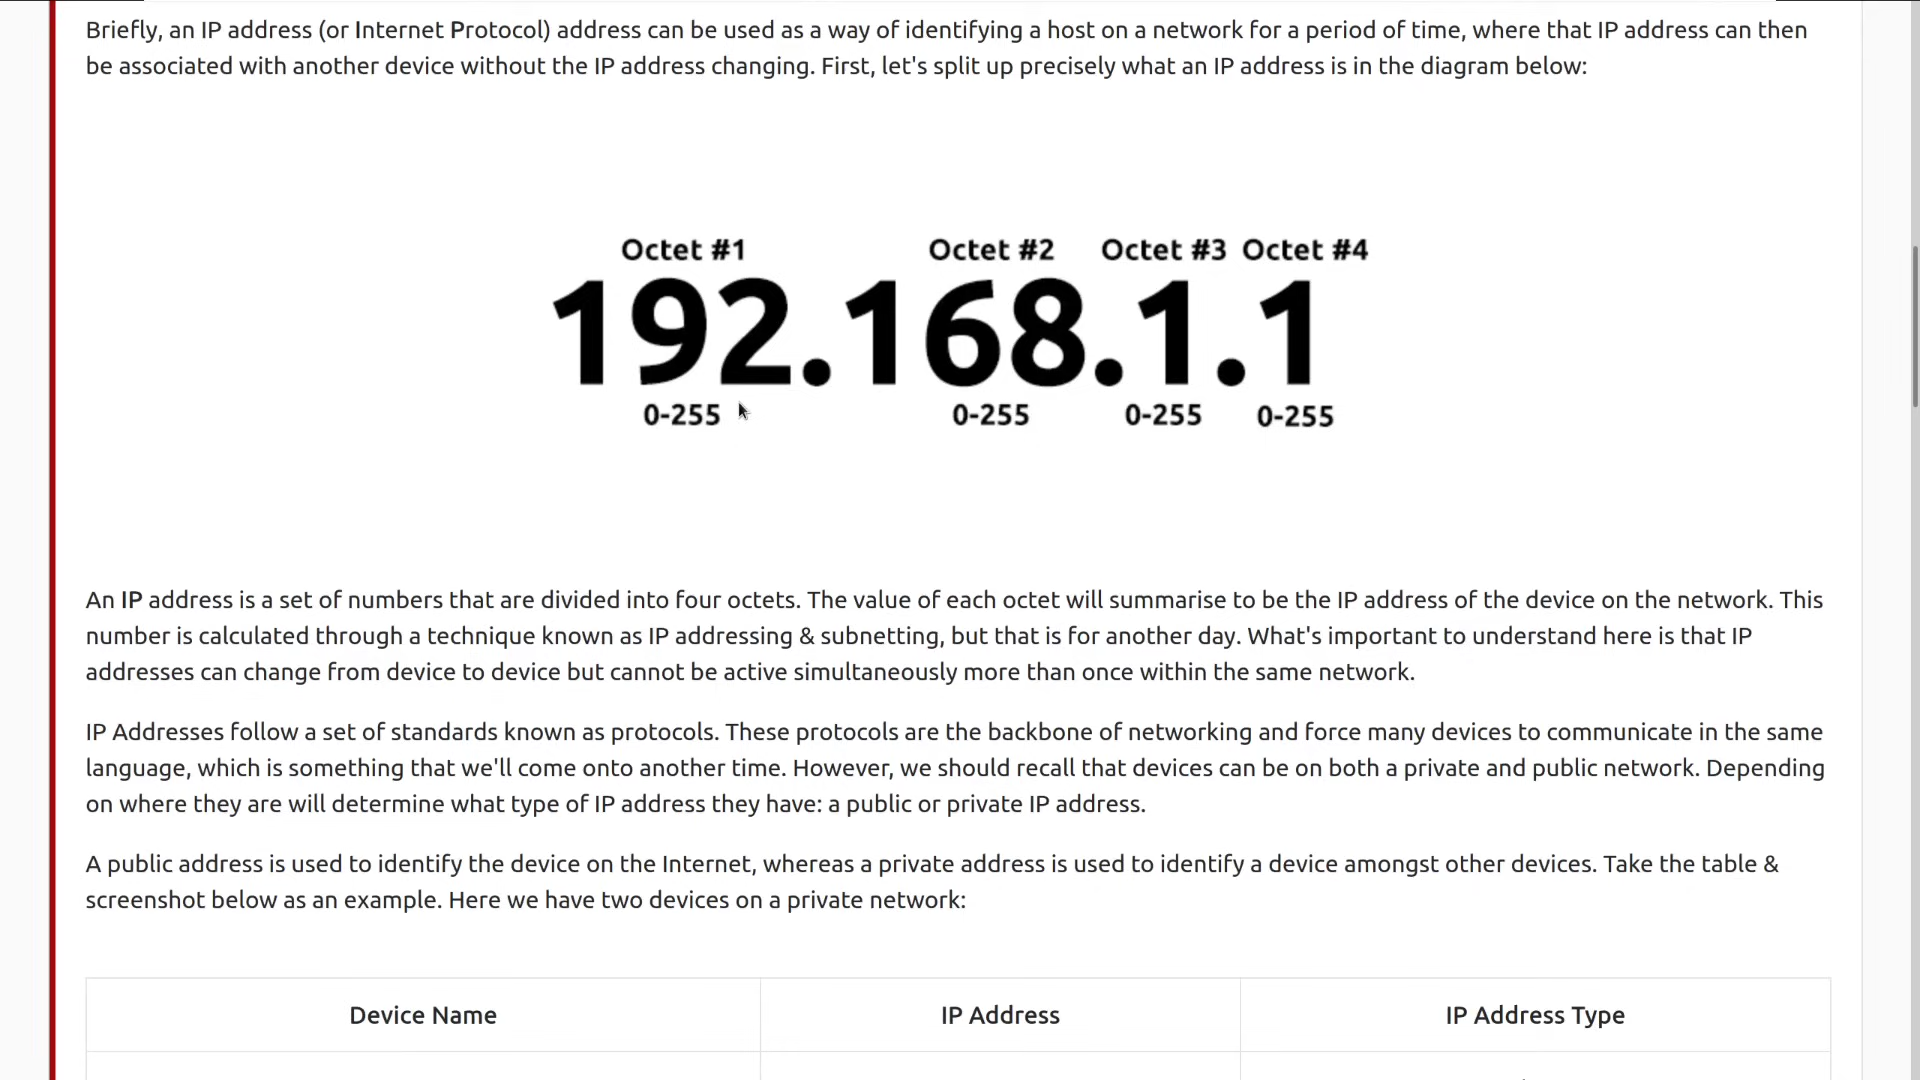 Briefly, an IP address (or Internet Protocol) address can be used as a way of identifying a host on a network for a period of time, where that IP address can then
be associated with another device without the IP address changing. First, let's split up precisely what an IP address is in the diagram below:
Octet #1 Octet #2 Octet #3 Octet #4
192.168.1.1
0-255 0-255 0-255 0-255
An IP address is a set of numbers that are divided into four octets. The value of each octet will summarise to be the IP address of the device on the network. This
number is calculated through a technique known as IP addressing & subnetting, but that is for another day. What's important to understand here is that IP
addresses can change from device to device but cannot be active simultaneously more than once within the same network.
IP Addresses follow a set of standards known as protocols. These protocols are the backbone of networking and force many devices to communicate in the same
language, which is something that we'll come onto another time. However, we should recall that devices can be on both a private and public network. Depending
on where they are will determine what type of IP address they have: a public or private IP address.
A public address is used to identify the device on the Internet, whereas a private address is used to identify a device amongst other devices. Take the table &
screenshot below as an example. Here we have two devices on a private network:
Device Name IP Address IP Address Type